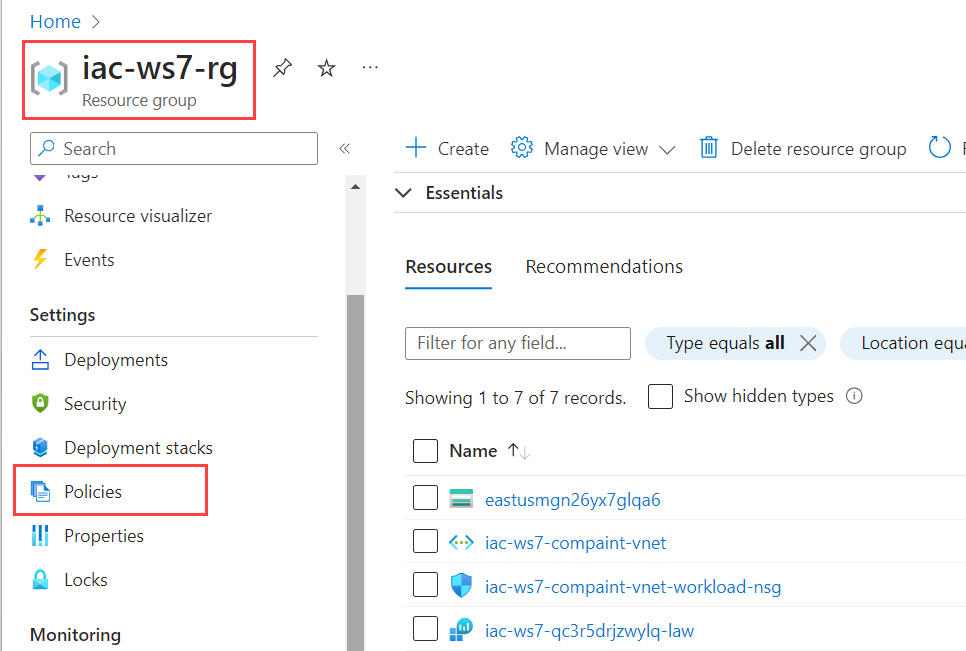 Home
iac-ws7-rg
Resource group
Search
Create
Manage view
Delete resource group
Essentials
Tags
Resource visualizer
Events
Settings
Deployments
Security
Deployment stacks
Policies
Properties
Locks
Monitoring
Resources
Recommendations
Filter for any field...
Type equals all
Location equa
Showing 1 to 7 of 7 records.
Show hidden types
Name
eastusmgn26yx7glqa6
iac-ws7-compaint-vnet
iac-ws7-compaint-vnet-workload-nsg
iac-ws7-qc3r5drjzwylq-law